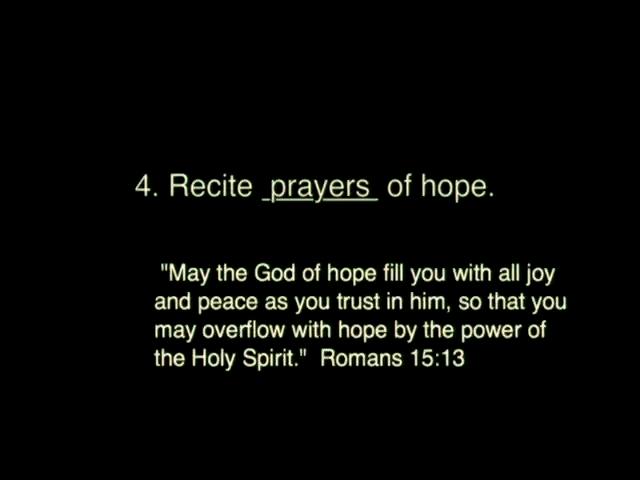 4. Recite prayers of hope.
"May the God of hope fill you with all joy
and peace as you trust in him, so that you
may overflow with hope by the power of
the Holy Spirit." Romans 15:13